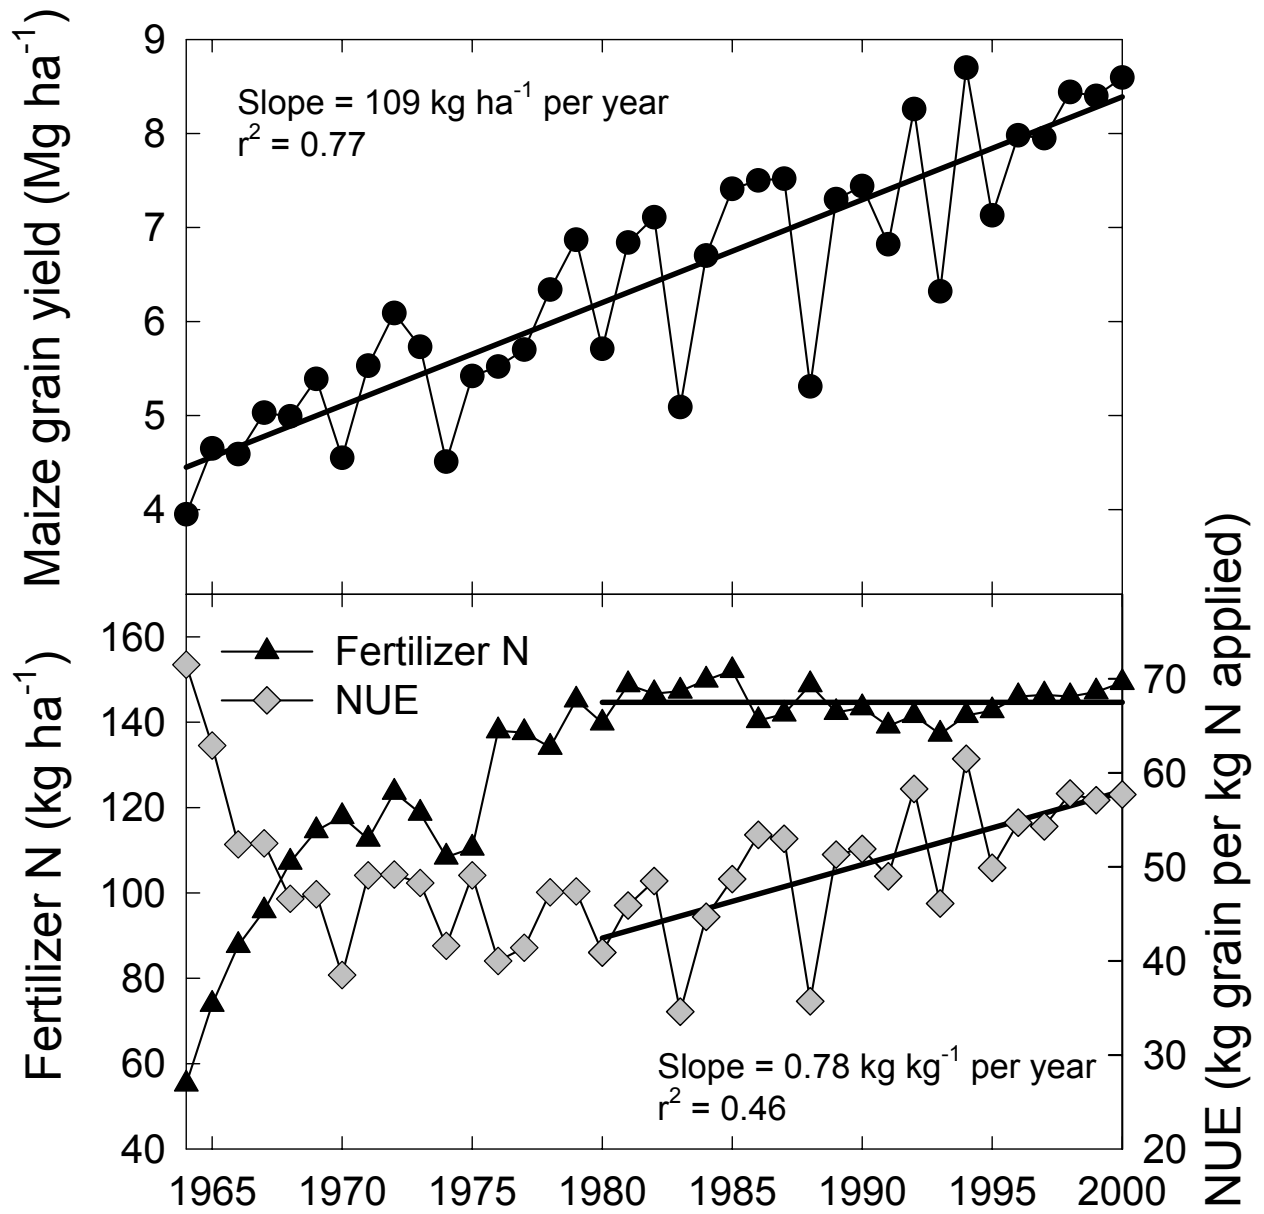 Maize grain yield (Mg ha⁻¹)
9
8
7
6
5
4
Slope = 109 kg ha⁻¹ per year
r² = 0.77
Fertilizer N (kg ha⁻¹)
160
140
120
100
80
60
40
Fertilizer N
NUE
Slope = 0.78 kg kg⁻¹ per year
r² = 0.46
70
60
50
40
30
20
NUE (kg grain per kg N applied)
1965 1970 1975 1980 1985 1990 1995 2000